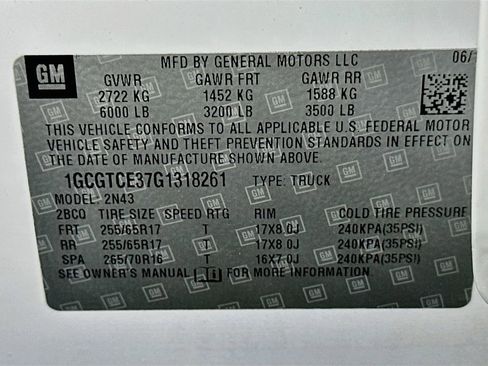 GM
MFD BY GENERAL MOTORS LLC 06/
GVWR GAWR FRT GAWR RR
2722 KG 1452 KG 1588 KG
6000 LB 3200 LB 3500 LB
THIS VEHICLE CONFORMS TO ALL APPLICABLE U.S. FEDERAL MOTOR
VEHICLE SAFETY AND THEFT PREVENTION STANDARDS IN EFFECT ON
THE DATE OF MANUFACTURE SHOWN ABOVE.
1GCGTCE37G1318261 TYPE: TRUCK
MODEL: 2N43
2BCO TIRE SIZE SPEED RTG RIM COLD TIRE PRESSURE
FRT 255/65R17 T 17X8.0J 240KPA(35PSI)
RR 255/65R17 T 17X8.0J 240KPA(35PSI)
SPA 265/70R16 T 16X7.0J 240KPA(35PSI)
SEE OWNER'S MANUAL FOR MORE INFORMATION.